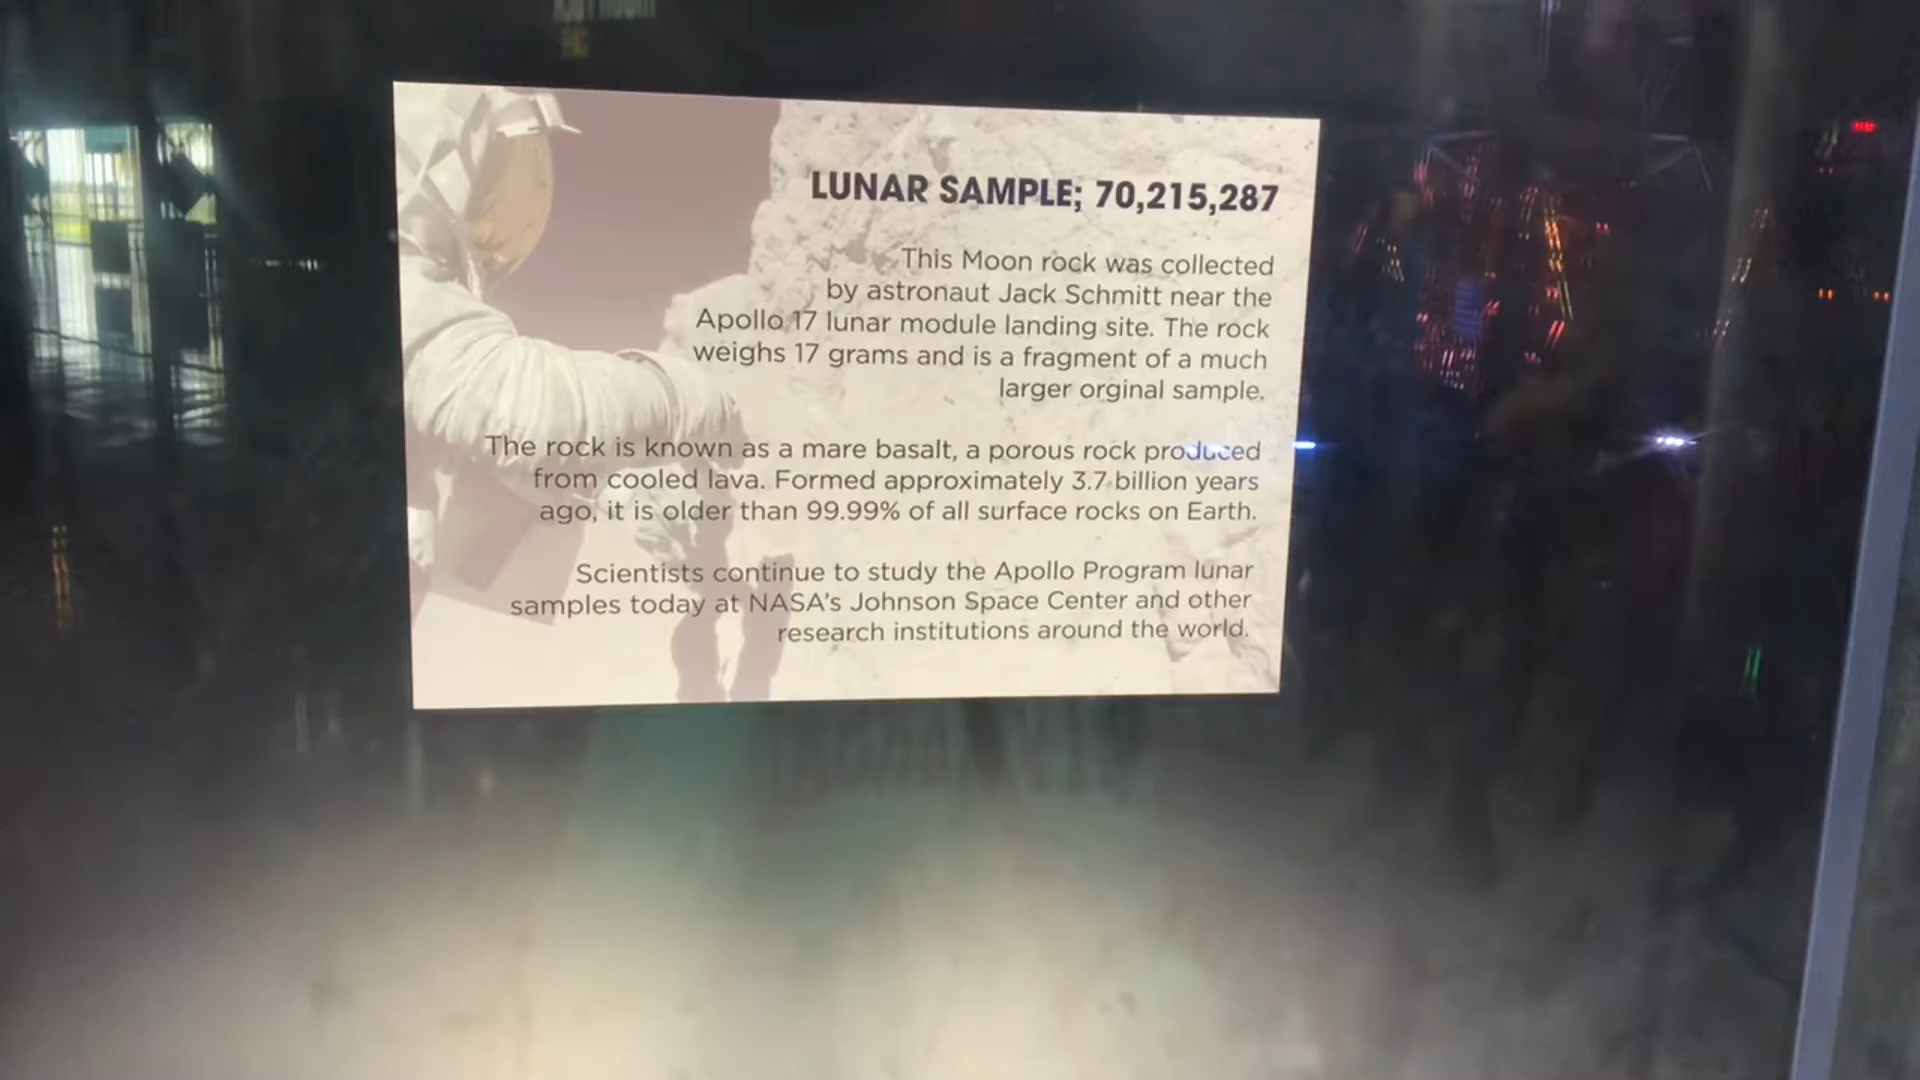 LUNAR SAMPLE; 70,215,287
This Moon rock was collected
by astronaut Jack Schmitt near the
Apollo 17 lunar module landing site. The rock
weighs 17 grams and is a fragment of a much
larger orginal sample.
The rock is known as a mare basalt, a porous rock produced
from cooled lava. Formed approximately 3.7 billion years
ago, it is older than 99.99% of all surface rocks on Earth.
Scientists continue to study the Apollo Program lunar
samples today at NASA's Johnson Space Center and other
research institutions around the world.